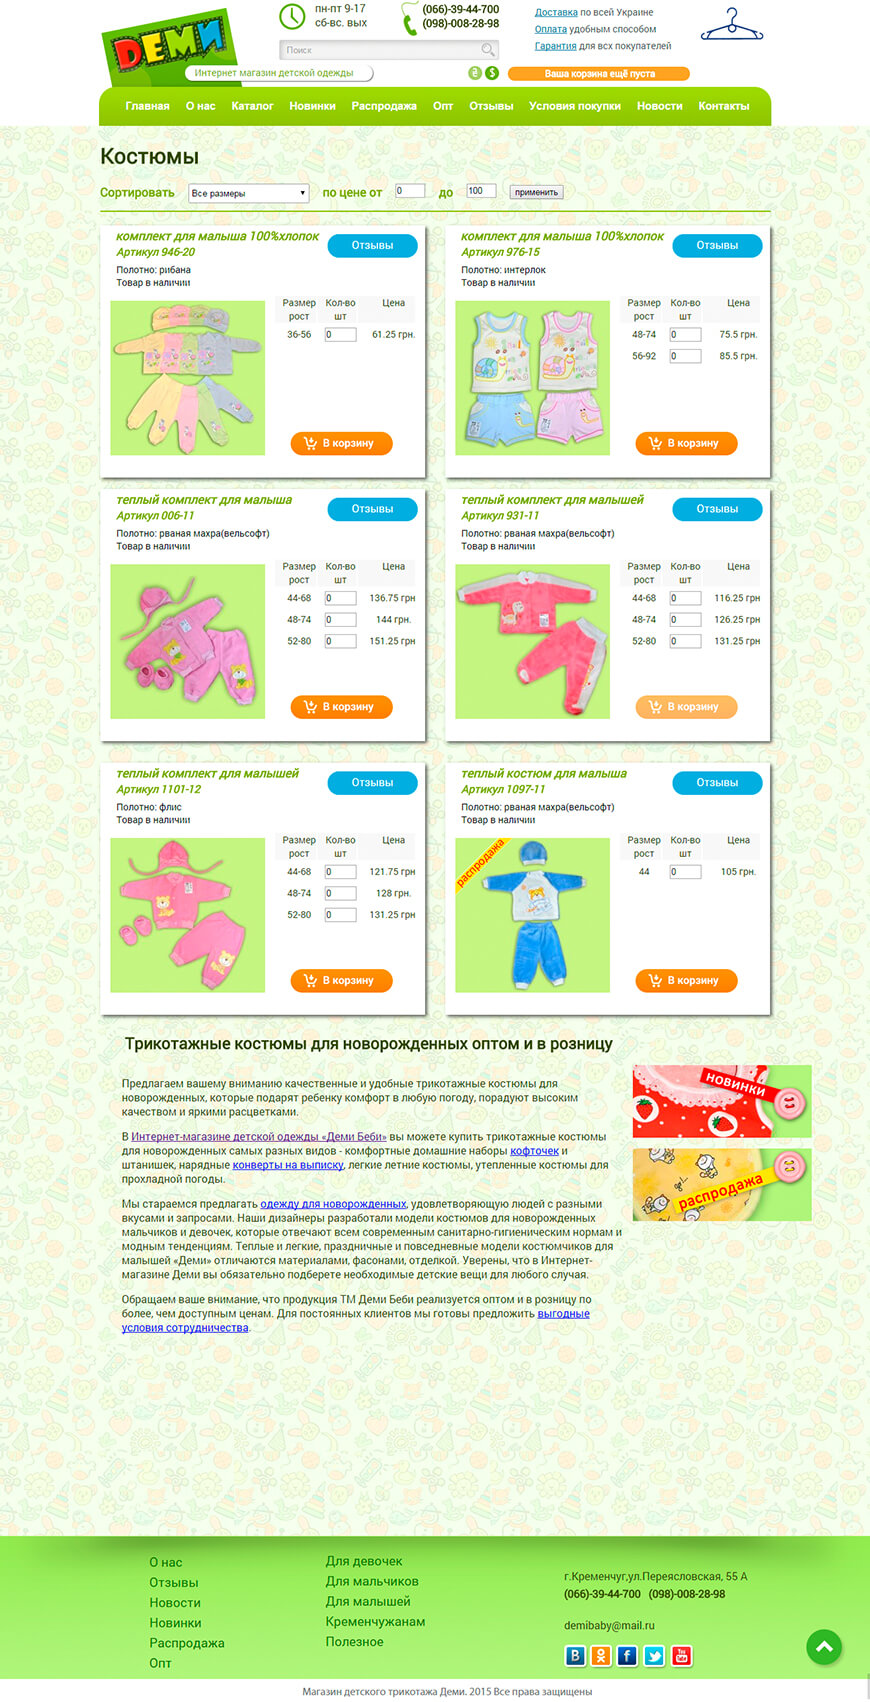 ДЕМИ
Интернет магазин детской одежды
пн-пт 9-17
сб-вс. вых
(066)-39-44-700
(098)-008-28-98
Поиск
Доставка по всей Украине
Оплата удобным способом
Гарантия для всх покупателей
₴ $
Ваша корзина ещё пуста
Главная О нас Каталог Новинки Распродажа Опт Отзывы Условия покупки Новости Контакты
Костюмы
Сортировать Все размеры по цене от 0 до 100 применить
комплект для малыша 100%хлопок
Артикул 946-20
Отзывы
Полотно: рибана
Товар в наличии
Размер рост Кол-во шт Цена
36-56 0 61.25 грн.
В корзину
комплект для малыша 100%хлопок
Артикул 976-15
Отзывы
Полотно: интерлок
Товар в наличии
Размер рост Кол-во шт Цена
48-74 0 75.5 грн.
56-92 0 85.5 грн.
В корзину
теплый комплект для малыша
Артикул 006-11
Отзывы
Полотно: рваная махра(вельсофт)
Товар в наличии
Размер рост Кол-во шт Цена
44-68 0 136.75 грн
48-74 0 144 грн.
52-80 0 151.25 грн
В корзину
теплый комплект для малышей
Артикул 931-11
Отзывы
Полотно: рваная махра(вельсофт)
Товар в наличии
Размер рост Кол-во шт Цена
44-68 0 116.25 грн
48-74 0 126.25 грн
52-80 0 131.25 грн
В корзину
теплый комплект для малышей
Артикул 1101-12
Отзывы
Полотно: флис
Товар в наличии
Размер рост Кол-во шт Цена
44-68 0 121.75 грн
48-74 0 128 грн.
52-80 0 131.25 грн
В корзину
теплый костюм для малыша
Артикул 1097-11
Отзывы
Полотно: рваная махра(вельсофт)
Товар в наличии
распродажа
Размер рост Кол-во шт Цена
44 0 105 грн.
В корзину
Трикотажные костюмы для новорожденных оптом и в розницу
Предлагаем вашему вниманию качественные и удобные трикотажные костюмы для
новорожденных, которые подарят ребенку комфорт в любую погоду, порадуют высоким
качеством и яркими расцветками.
В Интернет-магазине детской одежды «Деми Беби» вы можете купить трикотажные костюмы
для новорожденных самых разных видов - комфортные домашние наборы кофточек и
штанишек, нарядные конверты на выписку, легкие летние костюмы, утепленные костюмы для
прохладной погоды.
Мы стараемся предлагать одежду для новорожденных, удовлетворяющую людей с разными
вкусами и запросами. Наши дизайнеры разработали модели костюмов для новорожденных
мальчиков и девочек, которые отвечают всем современным санитарно-гигиеническим нормам и
модным тенденциям. Теплые и легкие, праздничные и повседневные модели костюмчиков для
малышей «Деми» отличаются материалами, фасонами, отделкой. Уверены, что в Интернет-
магазине Деми вы обязательно подберете необходимые детские вещи для любого случая.
Обращаем ваше внимание, что продукция ТМ Деми Беби реализуется оптом и в розницу по
более, чем доступным ценам. Для постоянных клиентов мы готовы предложить выгодные
условия сотрудничества.
новинки
распродажа
О нас
Отзывы
Новости
Новинки
Распродажа
Опт
Для девочек
Для мальчиков
Для малышей
Кременчужанам
Полезное
г.Кременчуг,ул.Переясловская, 55 А
(066)-39-44-700 (098)-008-28-98
demibaby@mail.ru
Магазин детского трикотажа Деми. 2015 Все права защищены